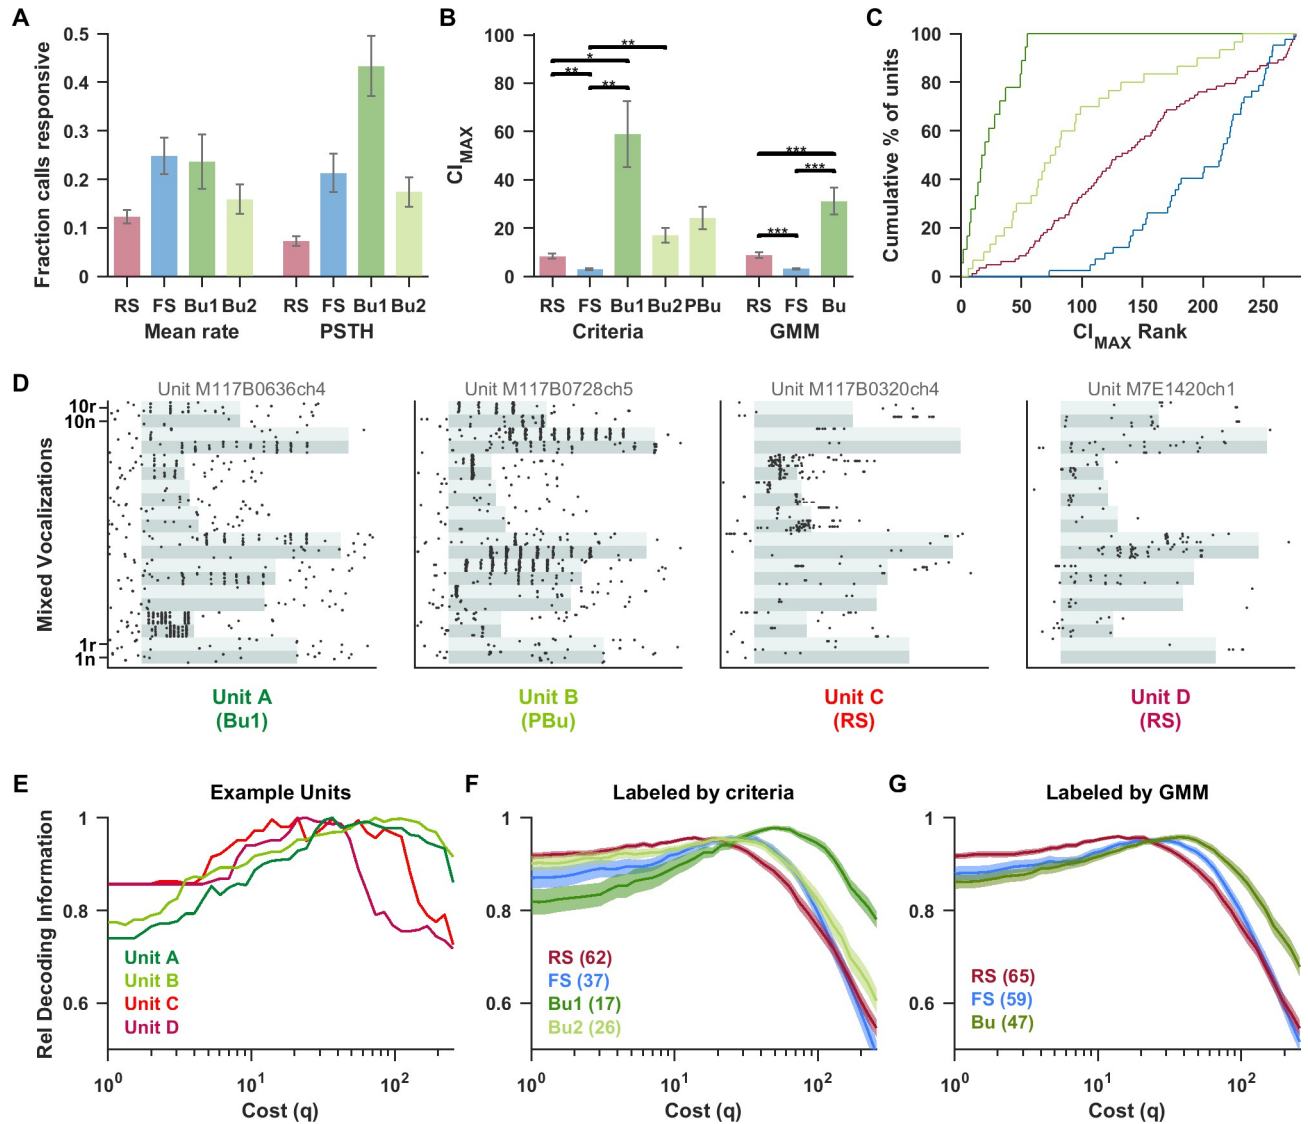 A
Fraction calls responsive
0.5
0.4
0.3
0.2
0.1
0
RS FS Bu1 Bu2 RS FS Bu1 Bu2
Mean rate PSTH
B
CIMAX
100
80
60
40
20
0
** * ** ** *** *** ***
RS FS Bu1 Bu2 PBu RS FS Bu
Criteria GMM
C
Cumulative % of units
100
80
60
40
20
0
0 50 100 150 200 250
CIMAX Rank
D
Mixed Vocalizations
Unit M117B0636ch4 Unit M117B0728ch5 Unit M117B0320ch4 Unit M7E1420ch1
10r
10n
1r
1n
Unit A Unit B Unit C Unit D
(Bu1) (PBu) (RS) (RS)
E
Example Units
Rel Decoding Information
1
0.8
0.6
Unit A
Unit B
Unit C
Unit D
10^0 10^1 10^2
Cost (q)
F
Labeled by criteria
1
0.8
0.6
RS (62)
FS (37)
Bu1 (17)
Bu2 (26)
10^0 10^1 10^2
Cost (q)
G
Labeled by GMM
1
0.8
0.6
RS (65)
FS (59)
Bu (47)
10^0 10^1 10^2
Cost (q)